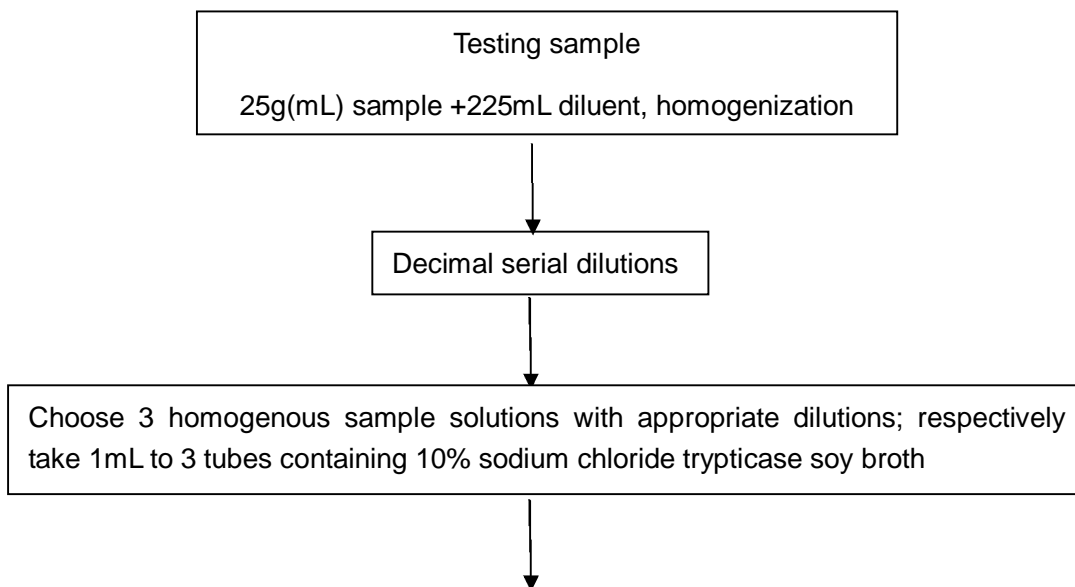 Testing sample
25g(mL) sample +225mL diluent, homogenization
Decimal serial dilutions
Choose 3 homogenous sample solutions with appropriate dilutions; respectively
take 1mL to 3 tubes containing 10% sodium chloride trypticase soy broth